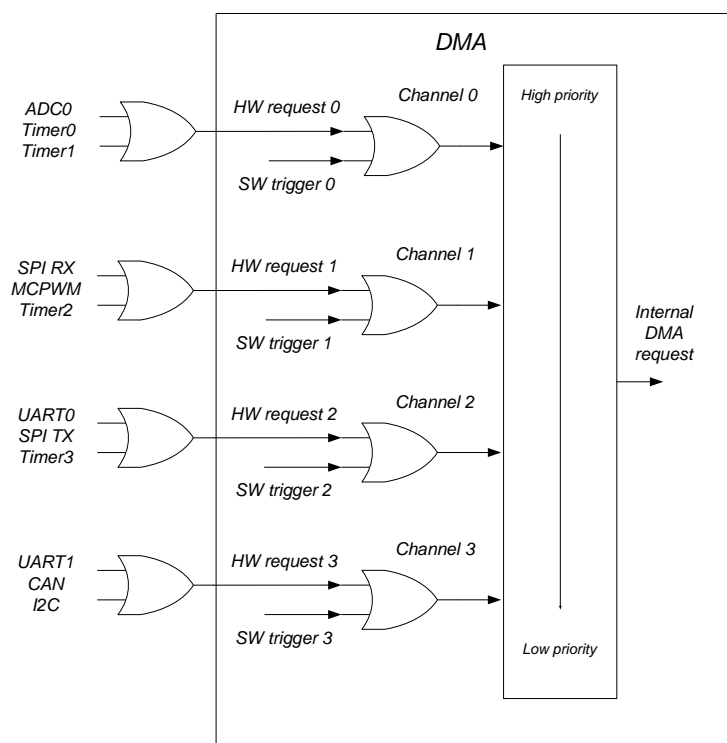 DMA
ADC0
Timer0
Timer1
HW request 0
SW trigger 0
Channel 0
High priority
SPI RX
MCPWM
Timer2
HW request 1
SW trigger 1
Channel 1
Internal
DMA
request
UART0
SPI TX
Timer3
HW request 2
SW trigger 2
Channel 2
UART1
CAN
I2C
HW request 3
SW trigger 3
Channel 3
Low priority